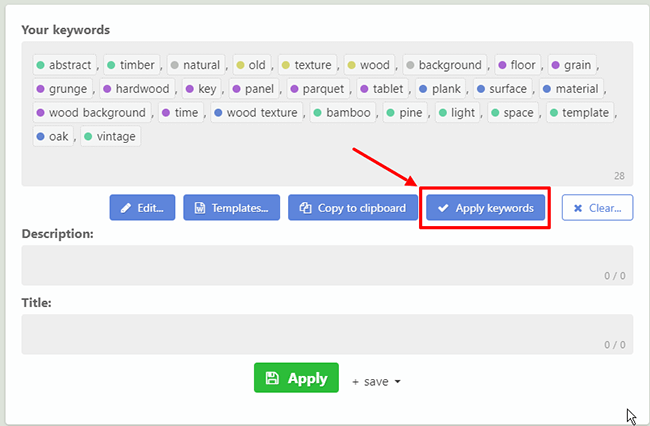 Your keywords
abstract , timber , natural , old , texture , wood , background , floor , grain ,
grunge , hardwood , key , panel , parquet , tablet , plank , surface , material ,
wood background , time , wood texture , bamboo , pine , light , space , template ,
oak , vintage
28
Edit... Templates... Copy to clipboard Apply keywords Clear...
Description:
0 / 0
Title:
0 / 0
Apply + save